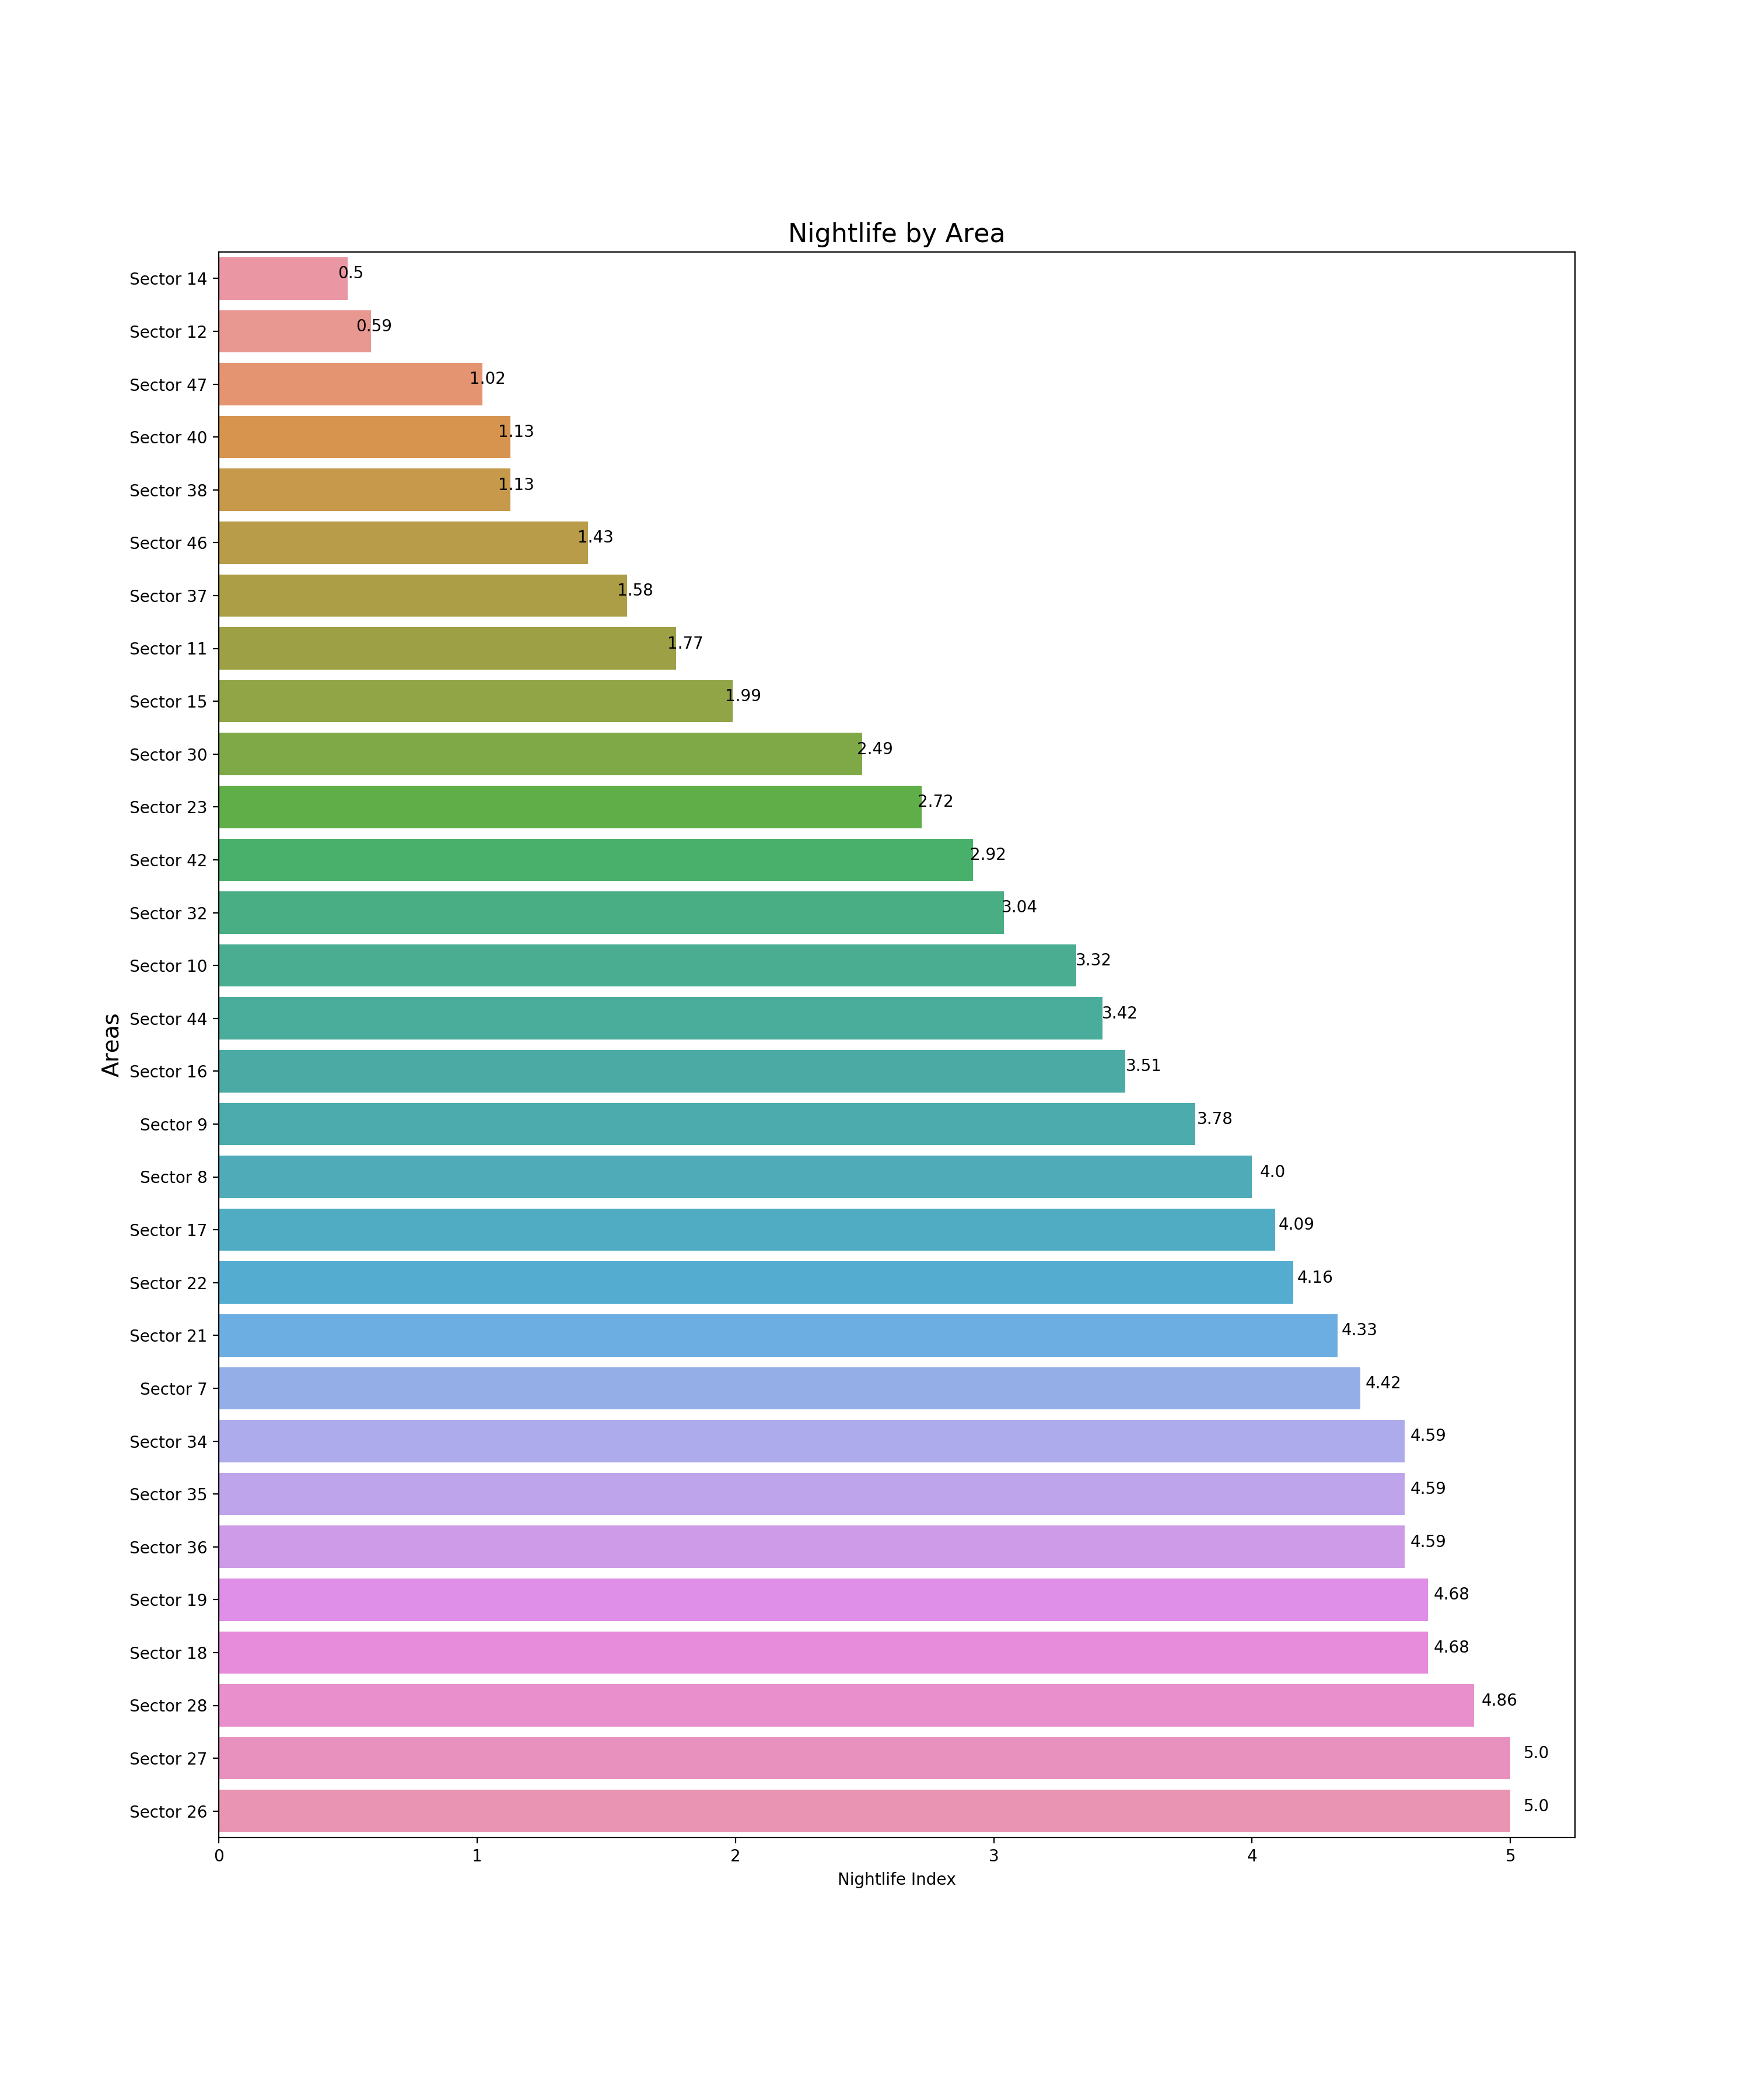 Nightlife by Area
Sector 14 0.5
Sector 12 0.59
Sector 47 1.02
Sector 40 1.13
Sector 38 1.13
Sector 46 1.43
Sector 37 1.58
Sector 11 1.77
Sector 15 1.99
Sector 30 2.49
Sector 23 2.72
Sector 42 2.92
Sector 32 3.04
Sector 10 3.32
Sector 44 3.42
Areas
Sector 16 3.51
Sector 9 3.78
Sector 8 4.0
Sector 17 4.09
Sector 22 4.16
Sector 21 4.33
Sector 7 4.42
Sector 34 4.59
Sector 35 4.59
Sector 36 4.59
Sector 19 4.68
Sector 18 4.68
Sector 28 4.86
Sector 27 5.0
Sector 26 5.0
0 1 2 3 4 5
Nightlife Index